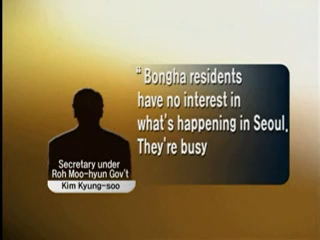 “ Bongha residents
have no interest in
what's happening in Seoul.
They're busy
Secretary under
Roh Moo-hyun Gov't
Kim Kyung-soo